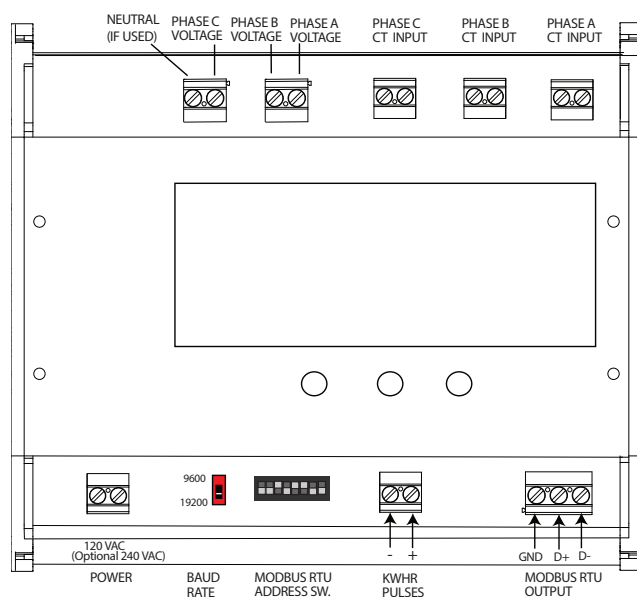 NEUTRAL
(IF USED)
PHASE C
VOLTAGE
PHASE B
VOLTAGE
PHASE A
VOLTAGE
PHASE C
CT INPUT
PHASE B
CT INPUT
PHASE A
CT INPUT
9600
19200
- +
GND D+ D-
120 VAC
(Optional 240 VAC)
POWER
BAUD
RATE
MODBUS RTU
ADDRESS SW.
KWHR
PULSES
MODBUS RTU
OUTPUT